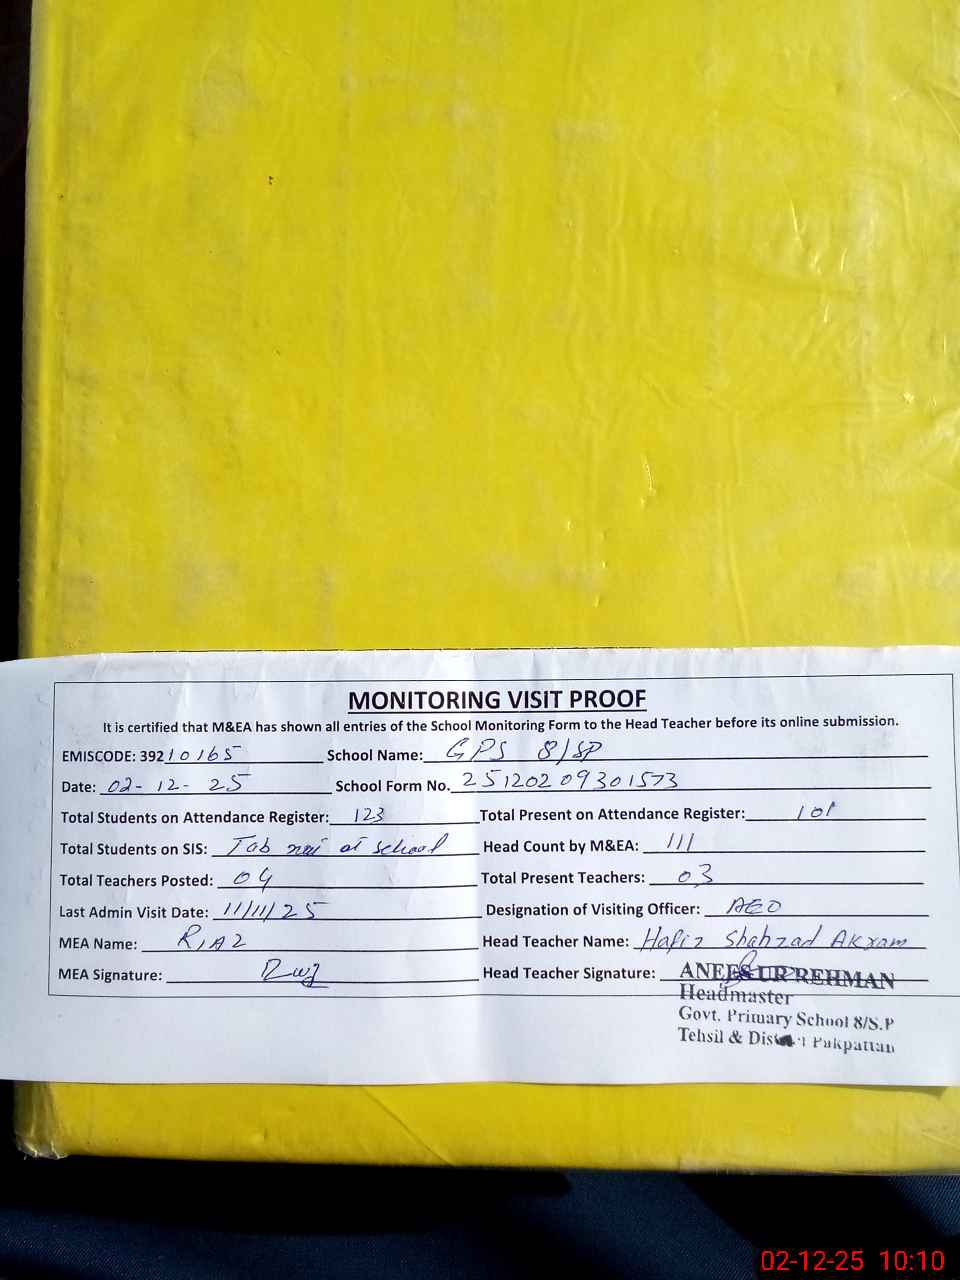 MONITORING VISIT PROOF
It is certified that M&EA has shown all entries of the School Monitoring Form to the Head Teacher before its online submission.
EMISCODE: 39210165 School Name: GPS 8/SP
Date: 02-12-25 School Form No. 25120209301573
Total Students on Attendance Register: 123 Total Present on Attendance Register: 101
Total Students on SIS: Tab at school Head Count by M&EA: 111
Total Teachers Posted: 04 Total Present Teachers: 03
Last Admin Visit Date: 11/11/25 Designation of Visiting Officer: AEO
MEA Name: Riaz Head Teacher Name: Hafiz Shahzad Akram
MEA Signature: Head Teacher Signature:
ANEES UR REHMAN
Headmaster
Govt. Primary School 8/S.P
Tehsil & District Pakpattan
02-12-25 10:10